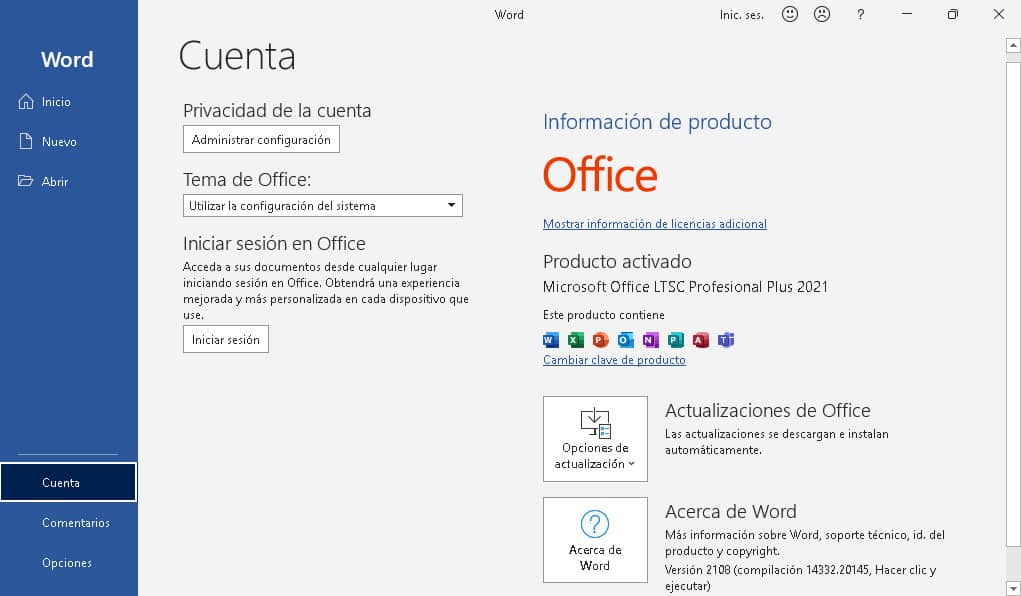 Word
Inic. ses.
?
Word
Inicio
Nuevo
Abrir
Cuenta
Comentarios
Opciones
Cuenta
Privacidad de la cuenta
Administrar configuración
Tema de Office:
Utilizar la configuración del sistema
Iniciar sesión en Office
Acceda a sus documentos desde cualquier lugar
iniciando sesión en Office. Obtendrá una experiencia
mejorada y más personalizada en cada dispositivo que
use.
Iniciar sesión
Información de producto
Office
Mostrar información de licencias adicional
Producto activado
Microsoft Office LTSC Profesional Plus 2021
Este producto contiene
W X P O N P A T
Cambiar clave de producto
Opciones de
actualización
Actualizaciones de Office
Las actualizaciones se descargan e instalan
automáticamente.
?
Acerca de
Word
Acerca de Word
Más información sobre Word, soporte técnico, id. del
producto y copyright.
Versión 2108 (compilación 14332.20145, Hacer clic y
ejecutar)